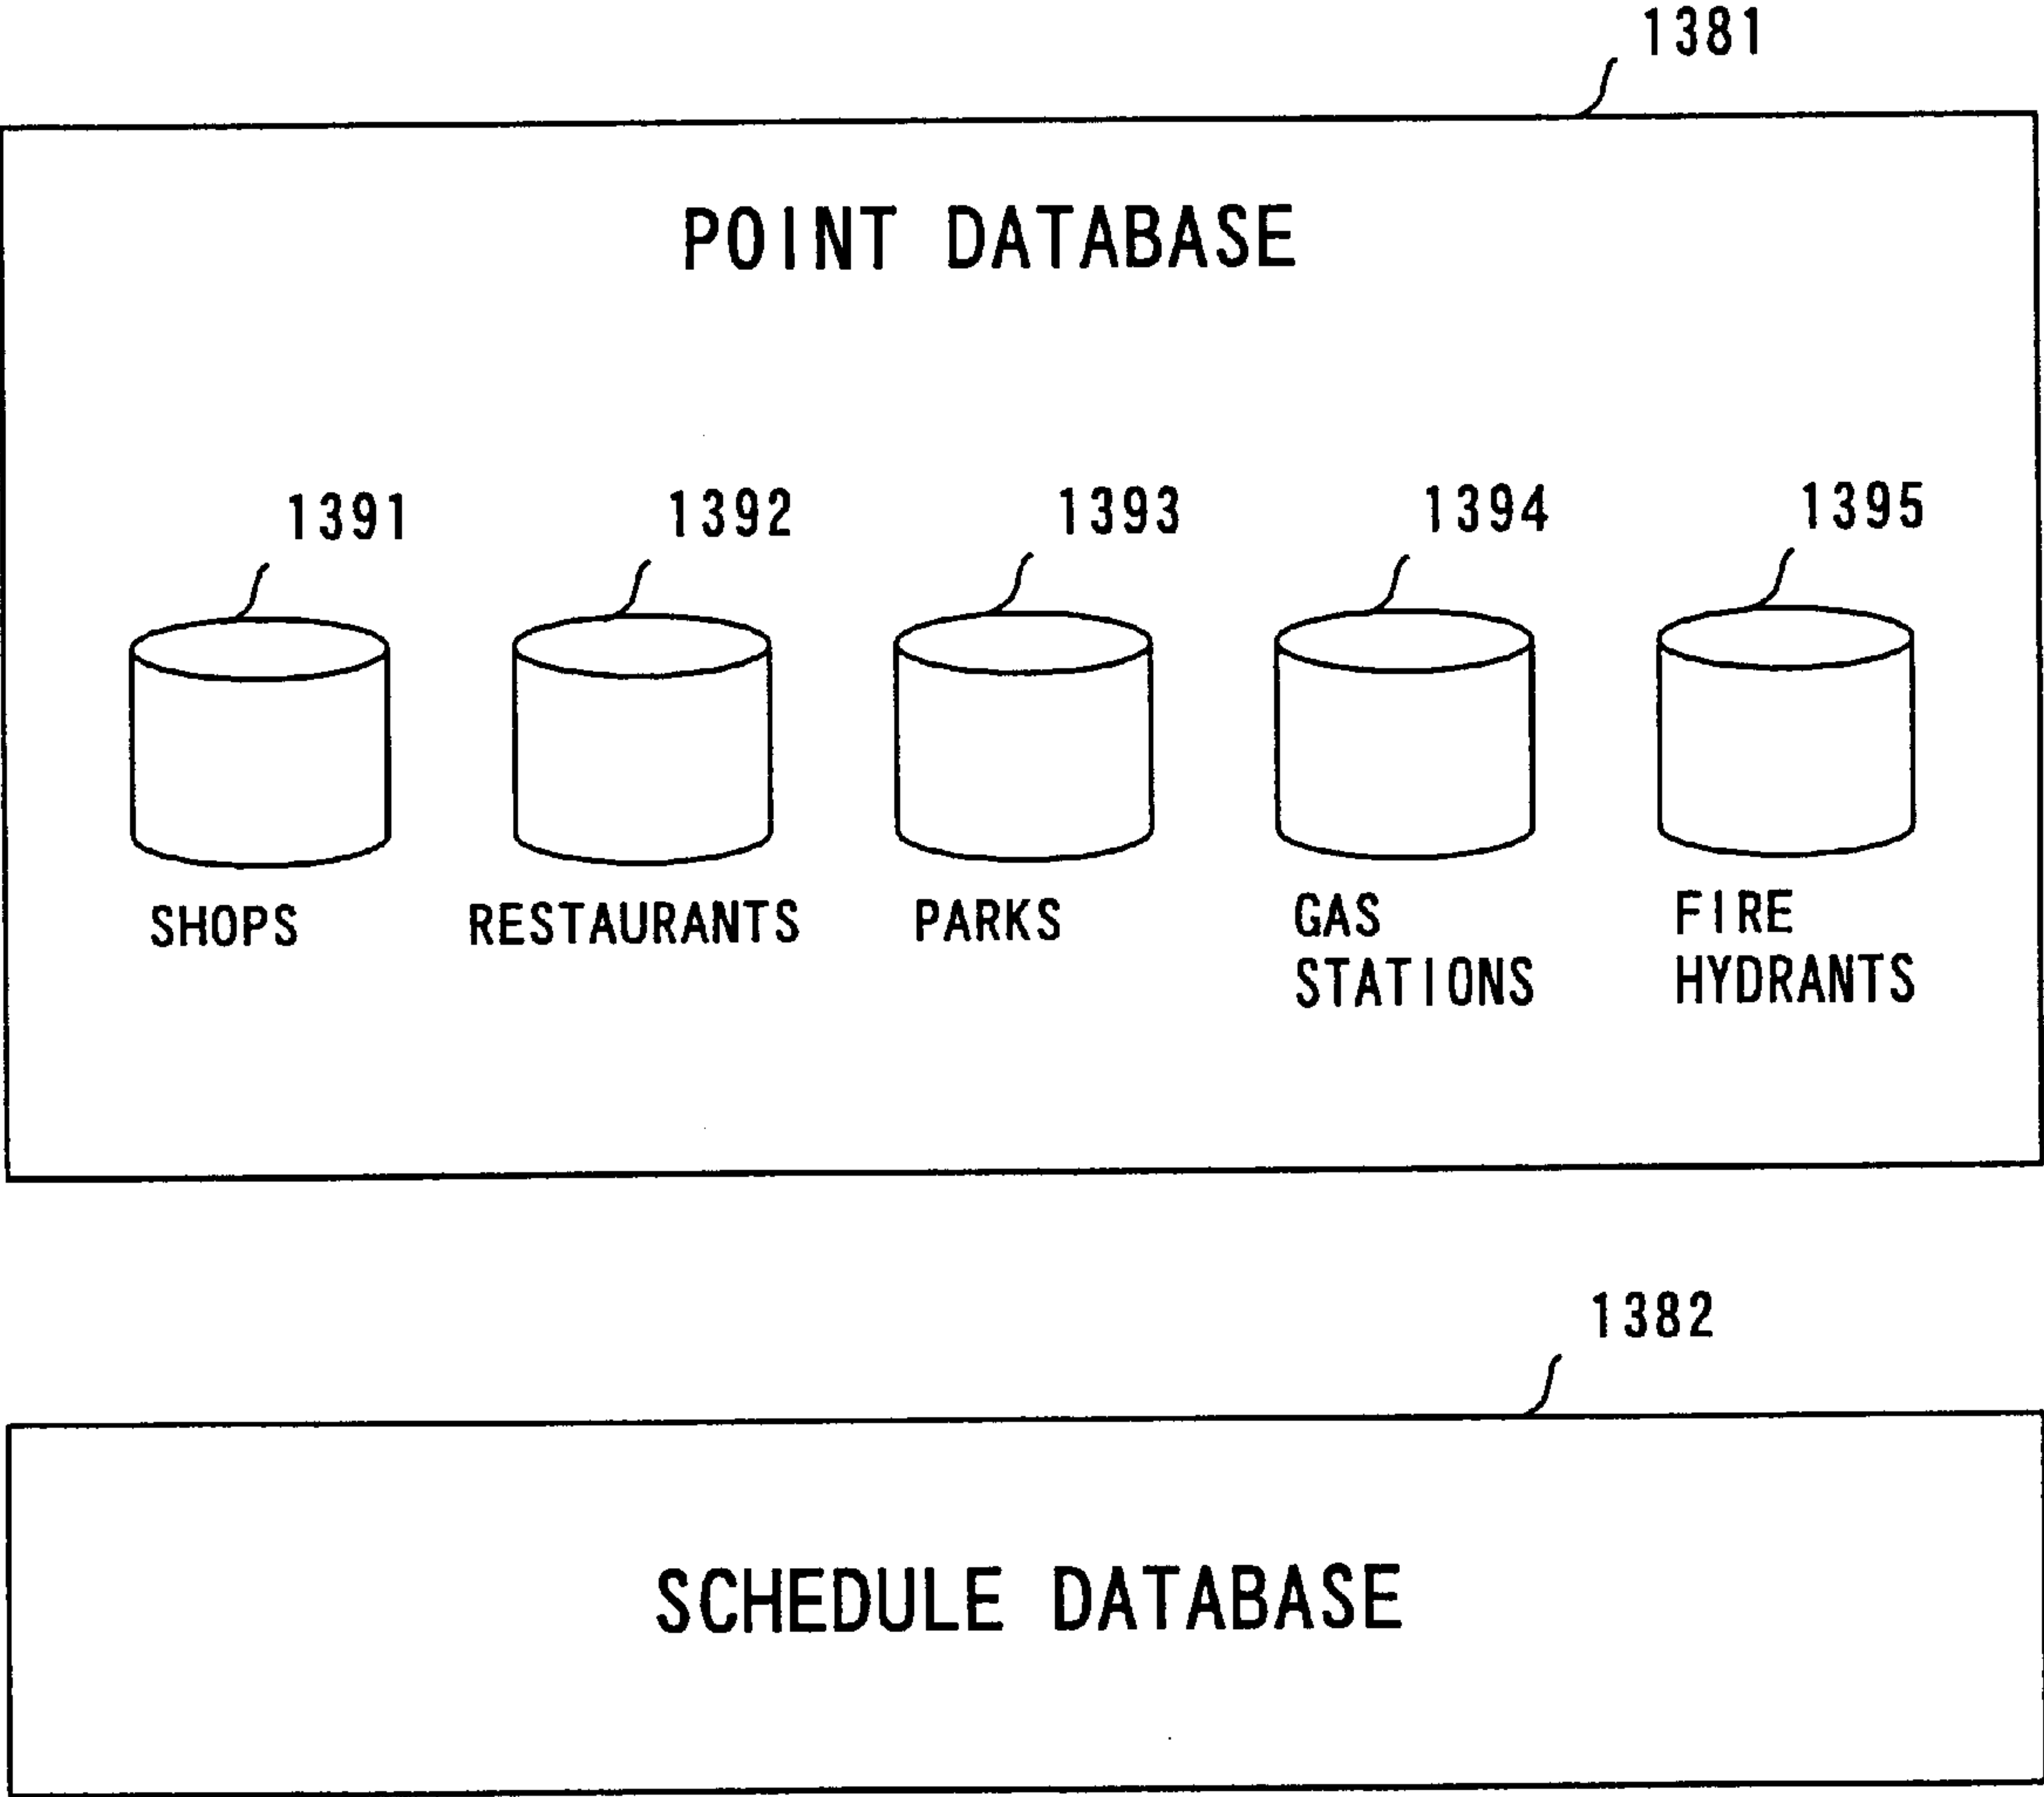 1381
POINT DATABASE
1391
1392
1393
1394
1395
SHOPS
RESTAURANTS
PARKS
GAS
STATIONS
FIRE
HYDRANTS
1382
SCHEDULE DATABASE